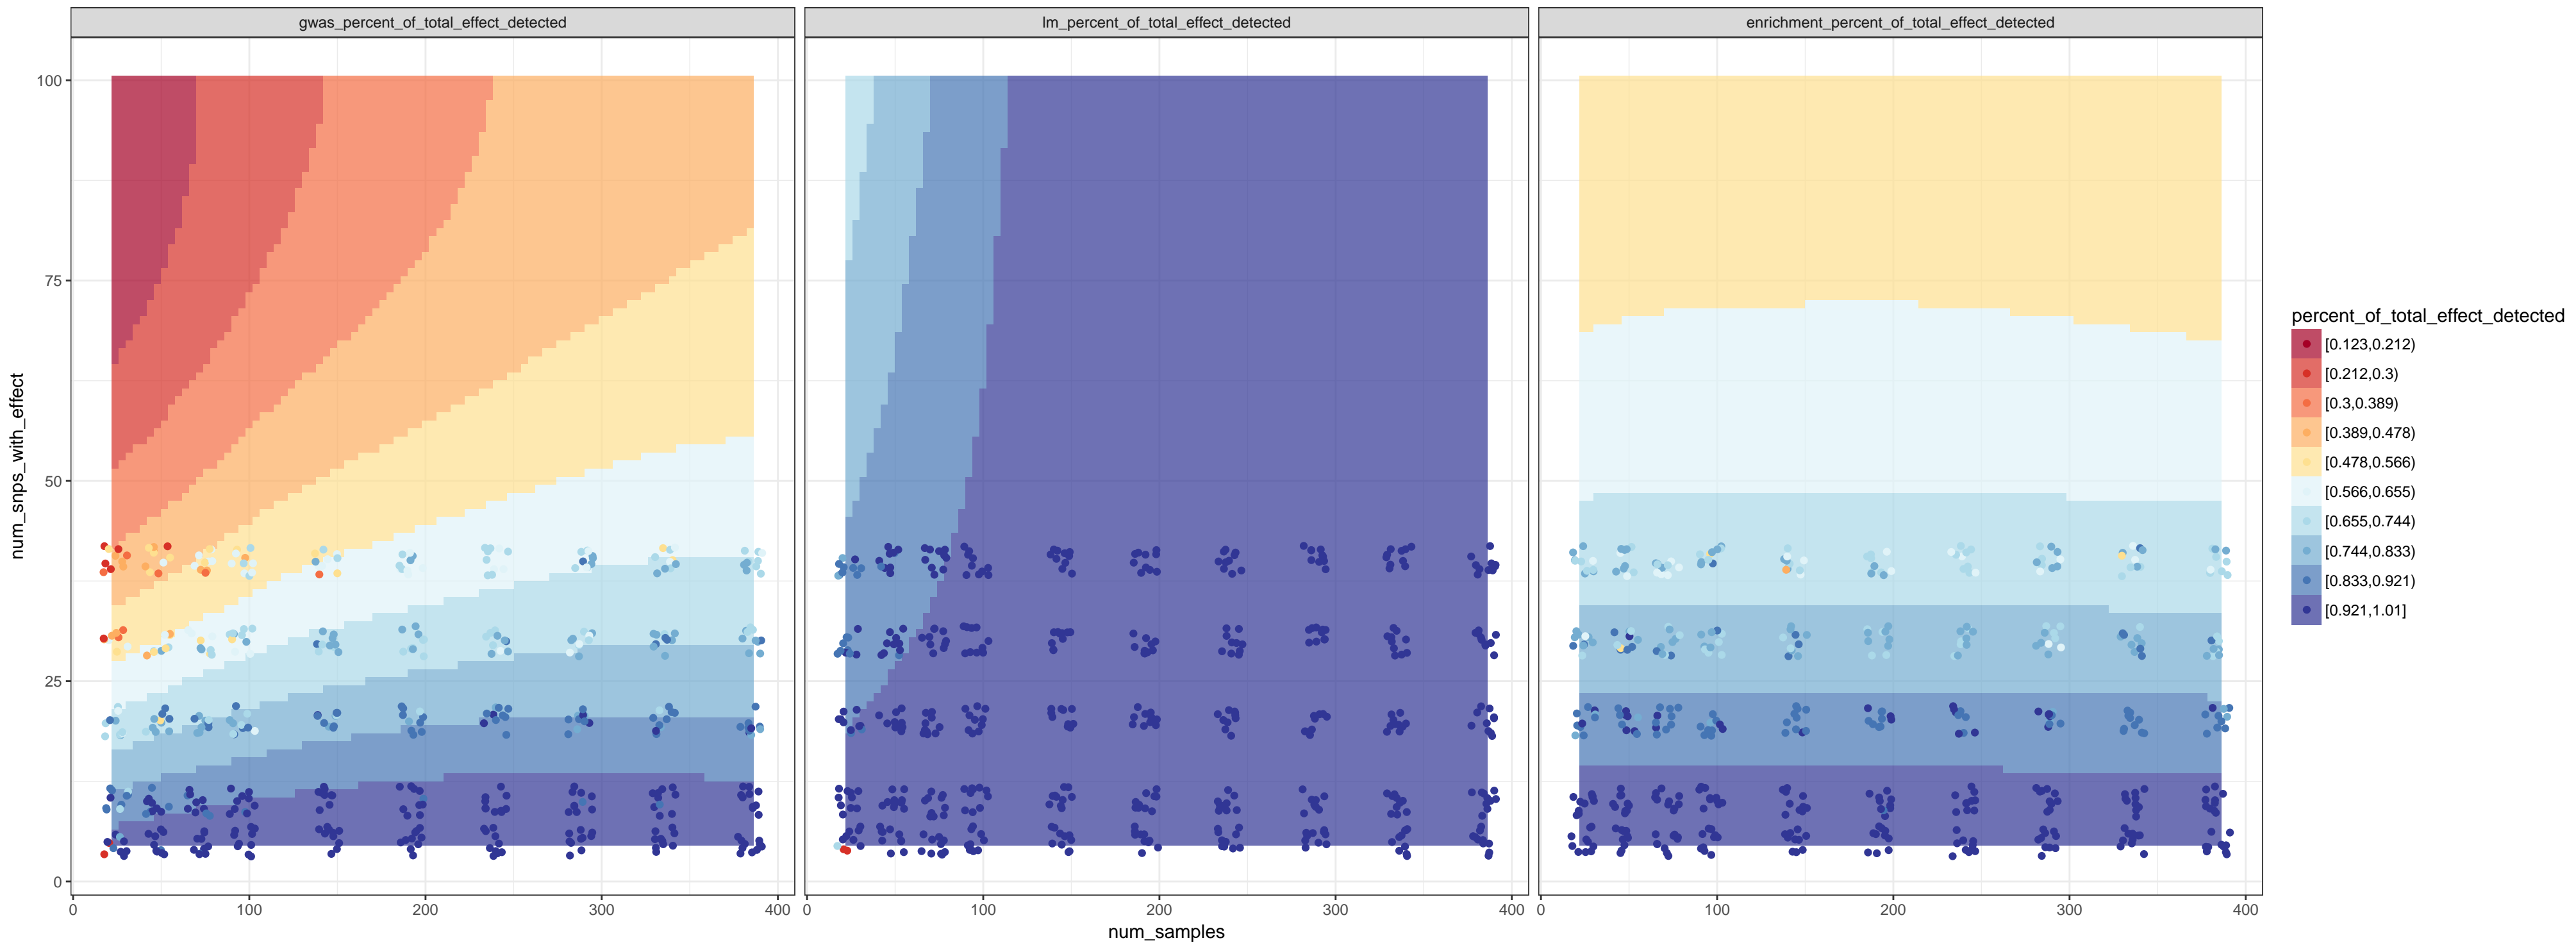 gwas_percent_of_total_effect_detected
lm_percent_of_total_effect_detected
enrichment_percent_of_total_effect_detected
num_snps_with_effect
100
75
50
25
0
0 100 200 300 400
0 100 200 300 400
0 100 200 300 400
num_samples
percent_of_total_effect_detected
[0.123,0.212)
[0.212,0.3)
[0.3,0.389)
[0.389,0.478)
[0.478,0.566)
[0.566,0.655)
[0.655,0.744)
[0.744,0.833)
[0.833,0.921)
[0.921,1.01]